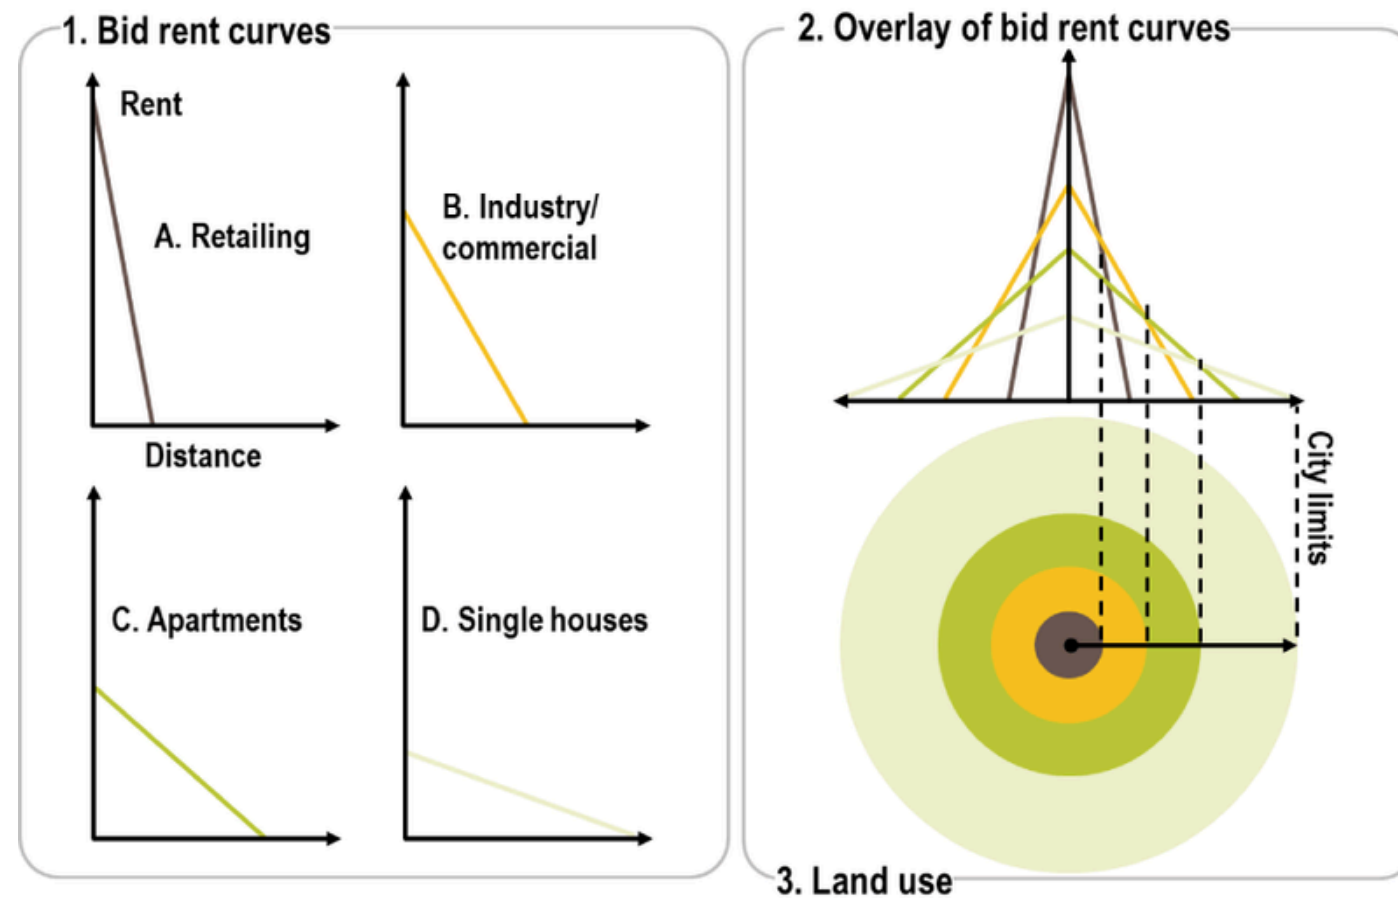 1. Bid rent curves
Rent
A. Retailing
Distance
B. Industry/
commercial
C. Apartments
D. Single houses
2. Overlay of bid rent curves
City limits
3. Land use